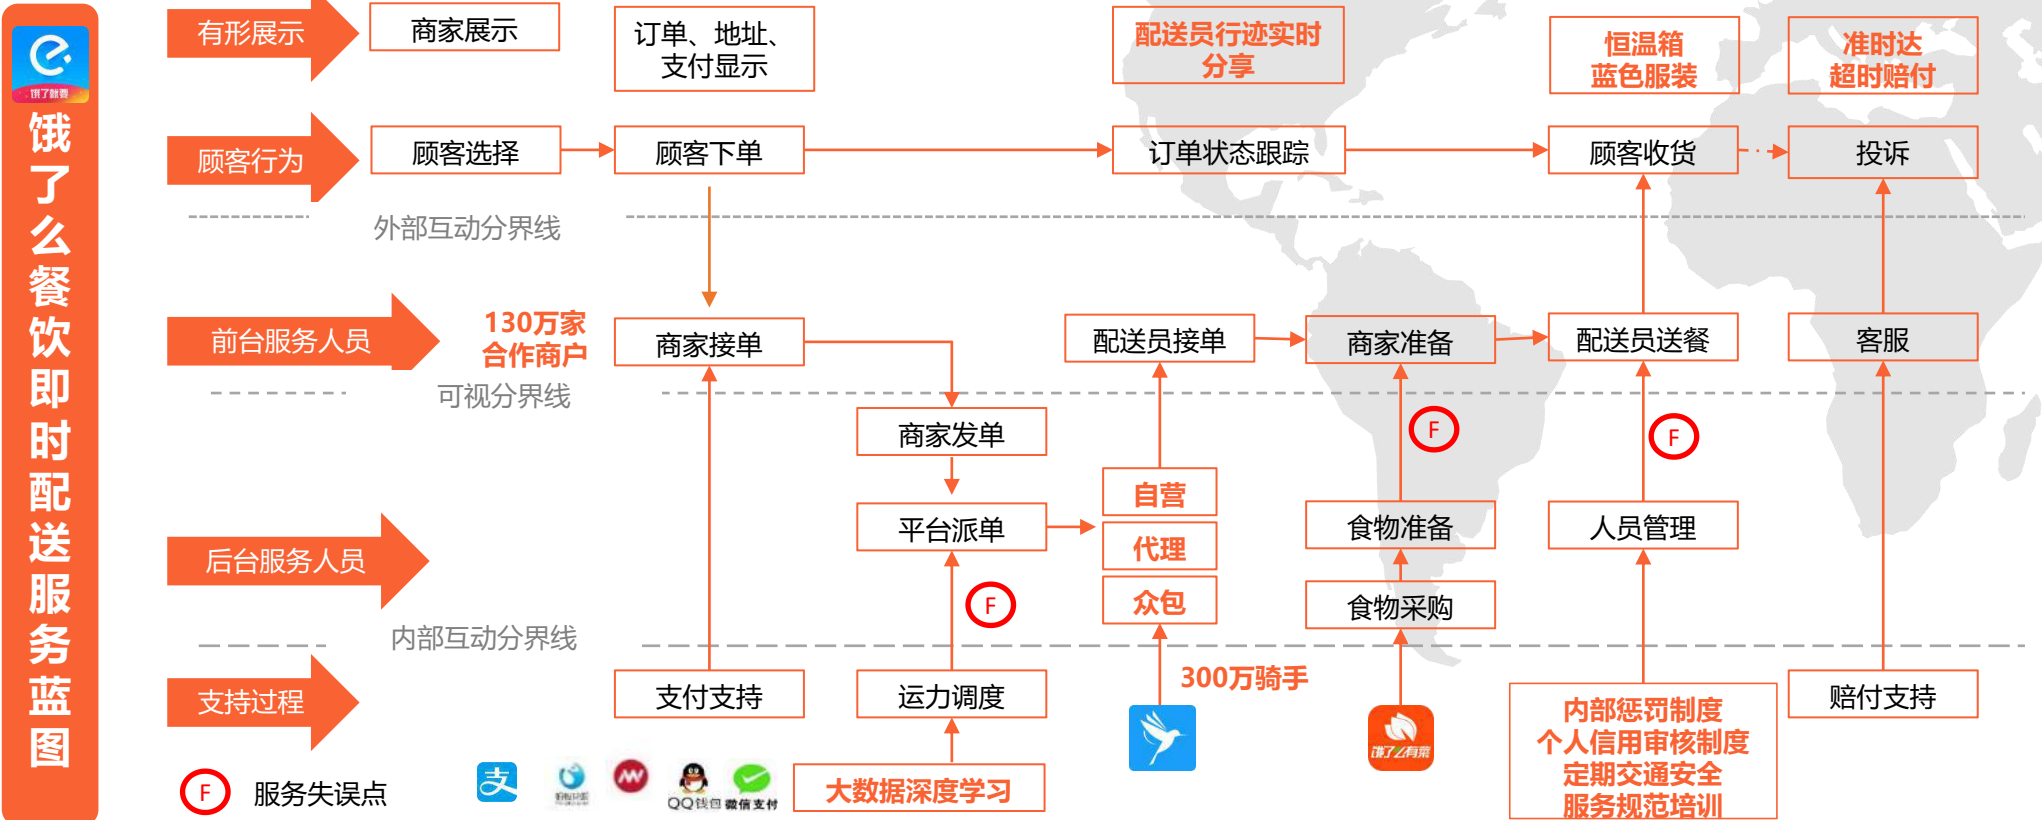 饿了就要
饿了么餐饮即时配送服务蓝图
有形展示
商家展示
订单、地址、
支付显示
配送员行迹实时
分享
恒温箱
蓝色服装
准时达
超时赔付
顾客行为
顾客选择
顾客下单
订单状态跟踪
顾客收货
投诉
外部互动分界线
前台服务人员
130万家
合作商户
商家接单
配送员接单
商家准备
配送员送餐
客服
可视分界线
商家发单
F
F
自营
平台派单
代理
食物准备
人员管理
后台服务人员
众包
F
食物采购
内部互动分界线
支持过程
支付支持
运力调度
300万骑手
饿了么有菜
内部惩罚制度
个人信用审核制度
定期交通安全
服务规范培训
赔付支持
F
服务失误点
支
QQ钱包
微信支付
大数据深度学习